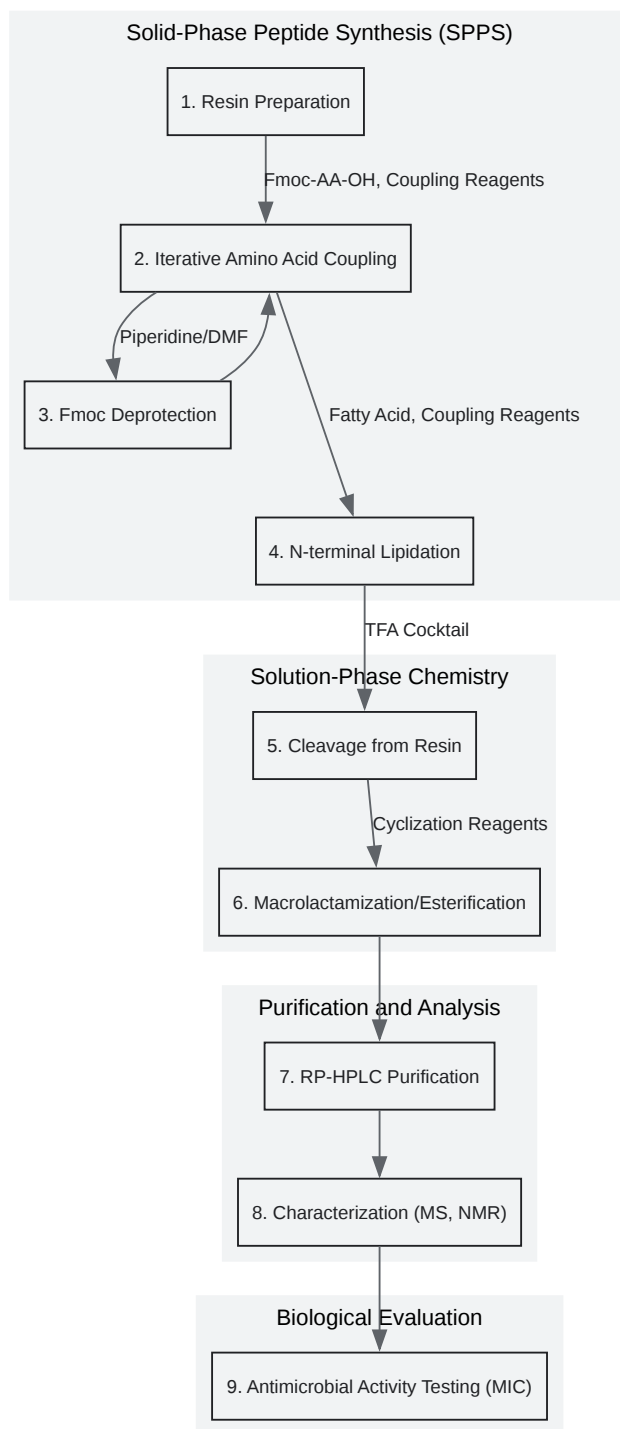 Solid-Phase Peptide Synthesis (SPPS)
1. Resin Preparation
Fmoc-AA-OH, Coupling Reagents
2. Iterative Amino Acid Coupling
Piperidine/DMF
3. Fmoc Deprotection
Fatty Acid, Coupling Reagents
4. N-terminal Lipidation
TFA Cocktail
Solution-Phase Chemistry
5. Cleavage from Resin
Cyclization Reagents
6. Macrolactamization/Esterification
Purification and Analysis
7. RP-HPLC Purification
8. Characterization (MS, NMR)
Biological Evaluation
9. Antimicrobial Activity Testing (MIC)